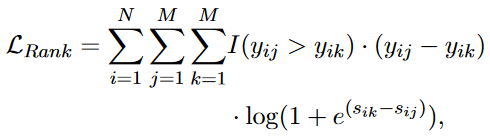 $\mathcal{L}_{Rank} = \sum_{i=1}^{N} \sum_{j=1}^{M} \sum_{k=1}^{M} I(y_{ij} > y_{ik}) \cdot (y_{ij} - y_{ik})$
$\cdot \log(1 + e^{(s_{ik} - s_{ij})}),$